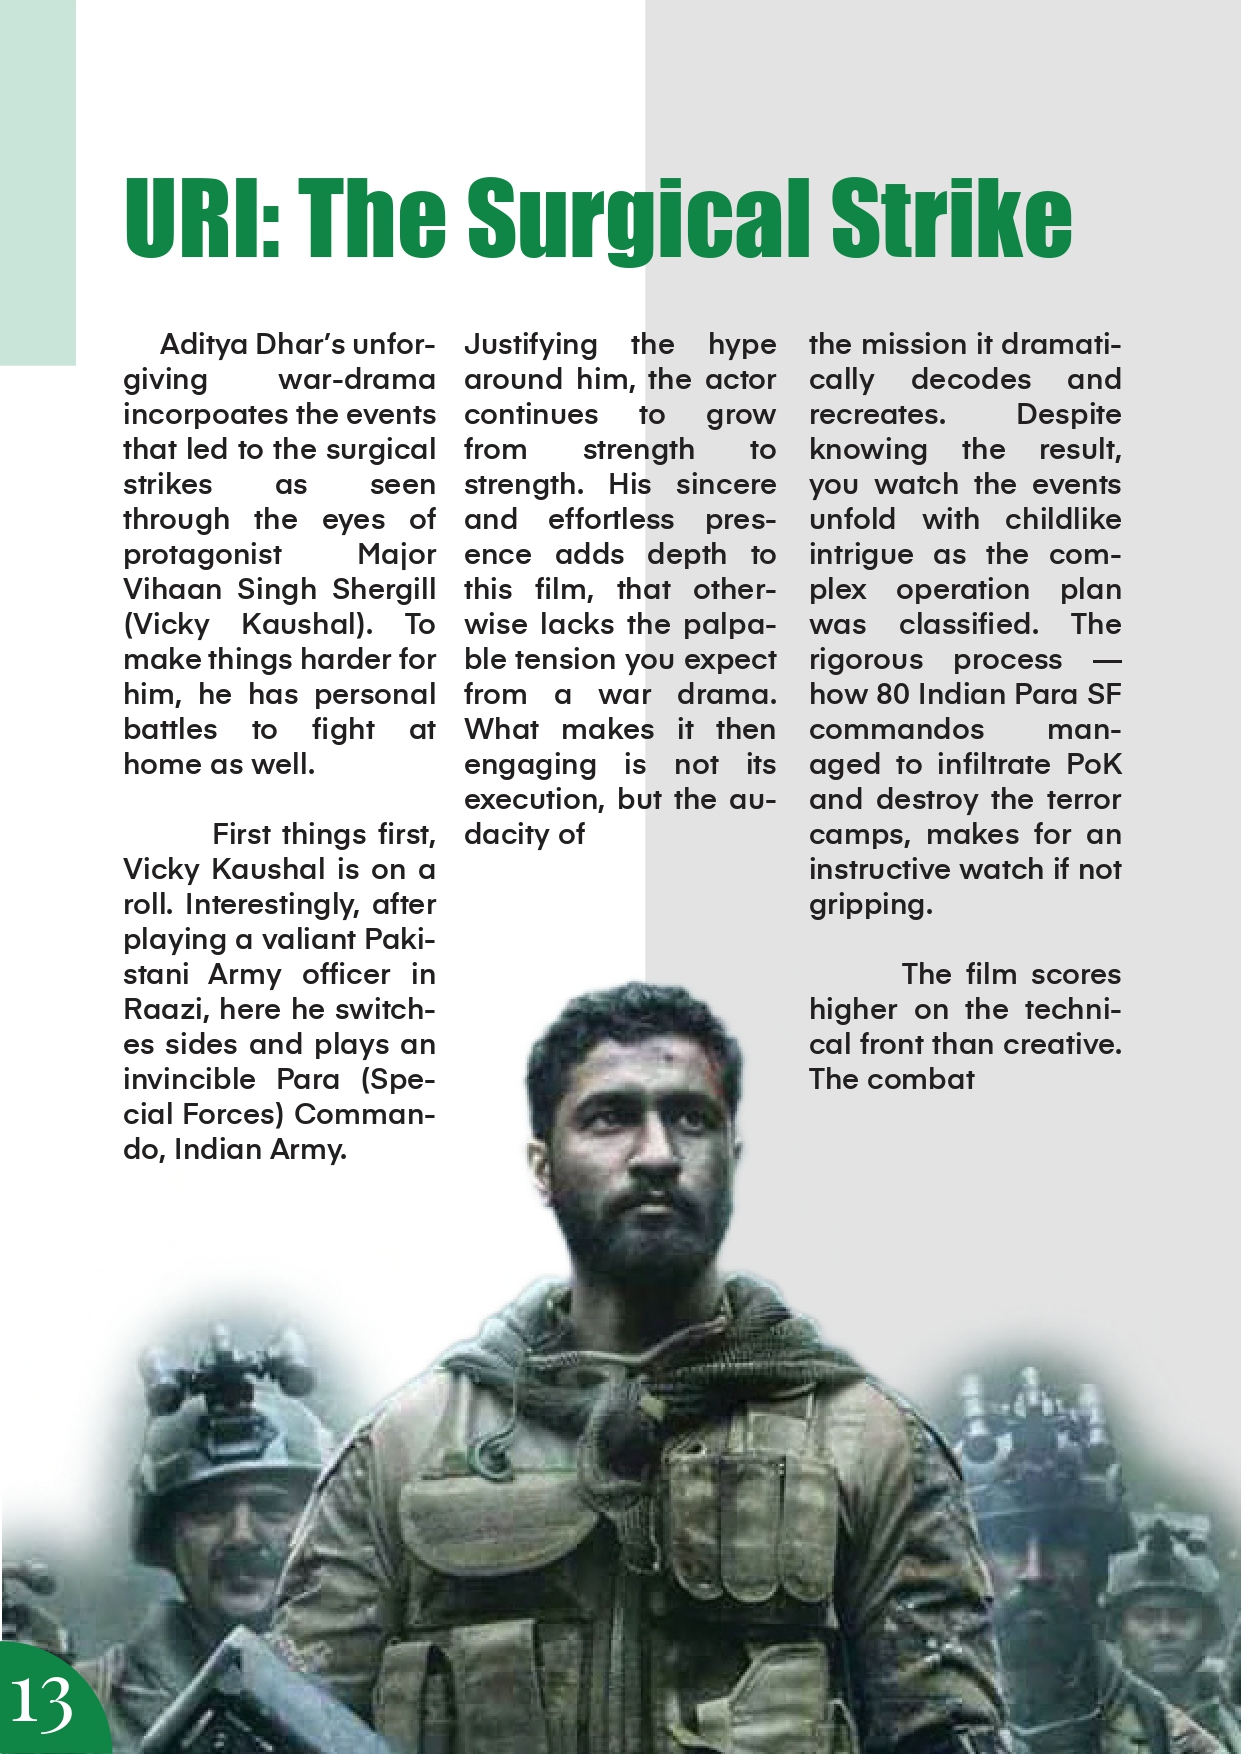 URI: The Surgical Strike
Aditya Dhar’s unfor-
giving war-drama
incorpoates the events
that led to the surgical
strikes as seen
through the eyes of
protagonist Major
Vihaan Singh Shergill
(Vicky Kaushal). To
make things harder for
him, he has personal
battles to fight at
home as well.
First things first,
Vicky Kaushal is on a
roll. Interestingly, after
playing a valiant Paki-
stani Army officer in
Raazi, here he switch-
es sides and plays an
invincible Para (Spe-
cial Forces) Comman-
do, Indian Army.
Justifying the hype
around him, the actor
continues to grow
from strength to
strength. His sincere
and effortless pres-
ence adds depth to
this film, that other-
wise lacks the palpa-
ble tension you expect
from a war drama.
What makes it then
engaging is not its
execution, but the au-
dacity of
the mission it dramati-
cally decodes and
recreates. Despite
knowing the result,
you watch the events
unfold with childlike
intrigue as the com-
plex operation plan
was classified. The
rigorous process —
how 80 Indian Para SF
commandos man-
aged to infiltrate PoK
and destroy the terror
camps, makes for an
instructive watch if not
gripping.
The film scores
higher on the techni-
cal front than creative.
The combat
13